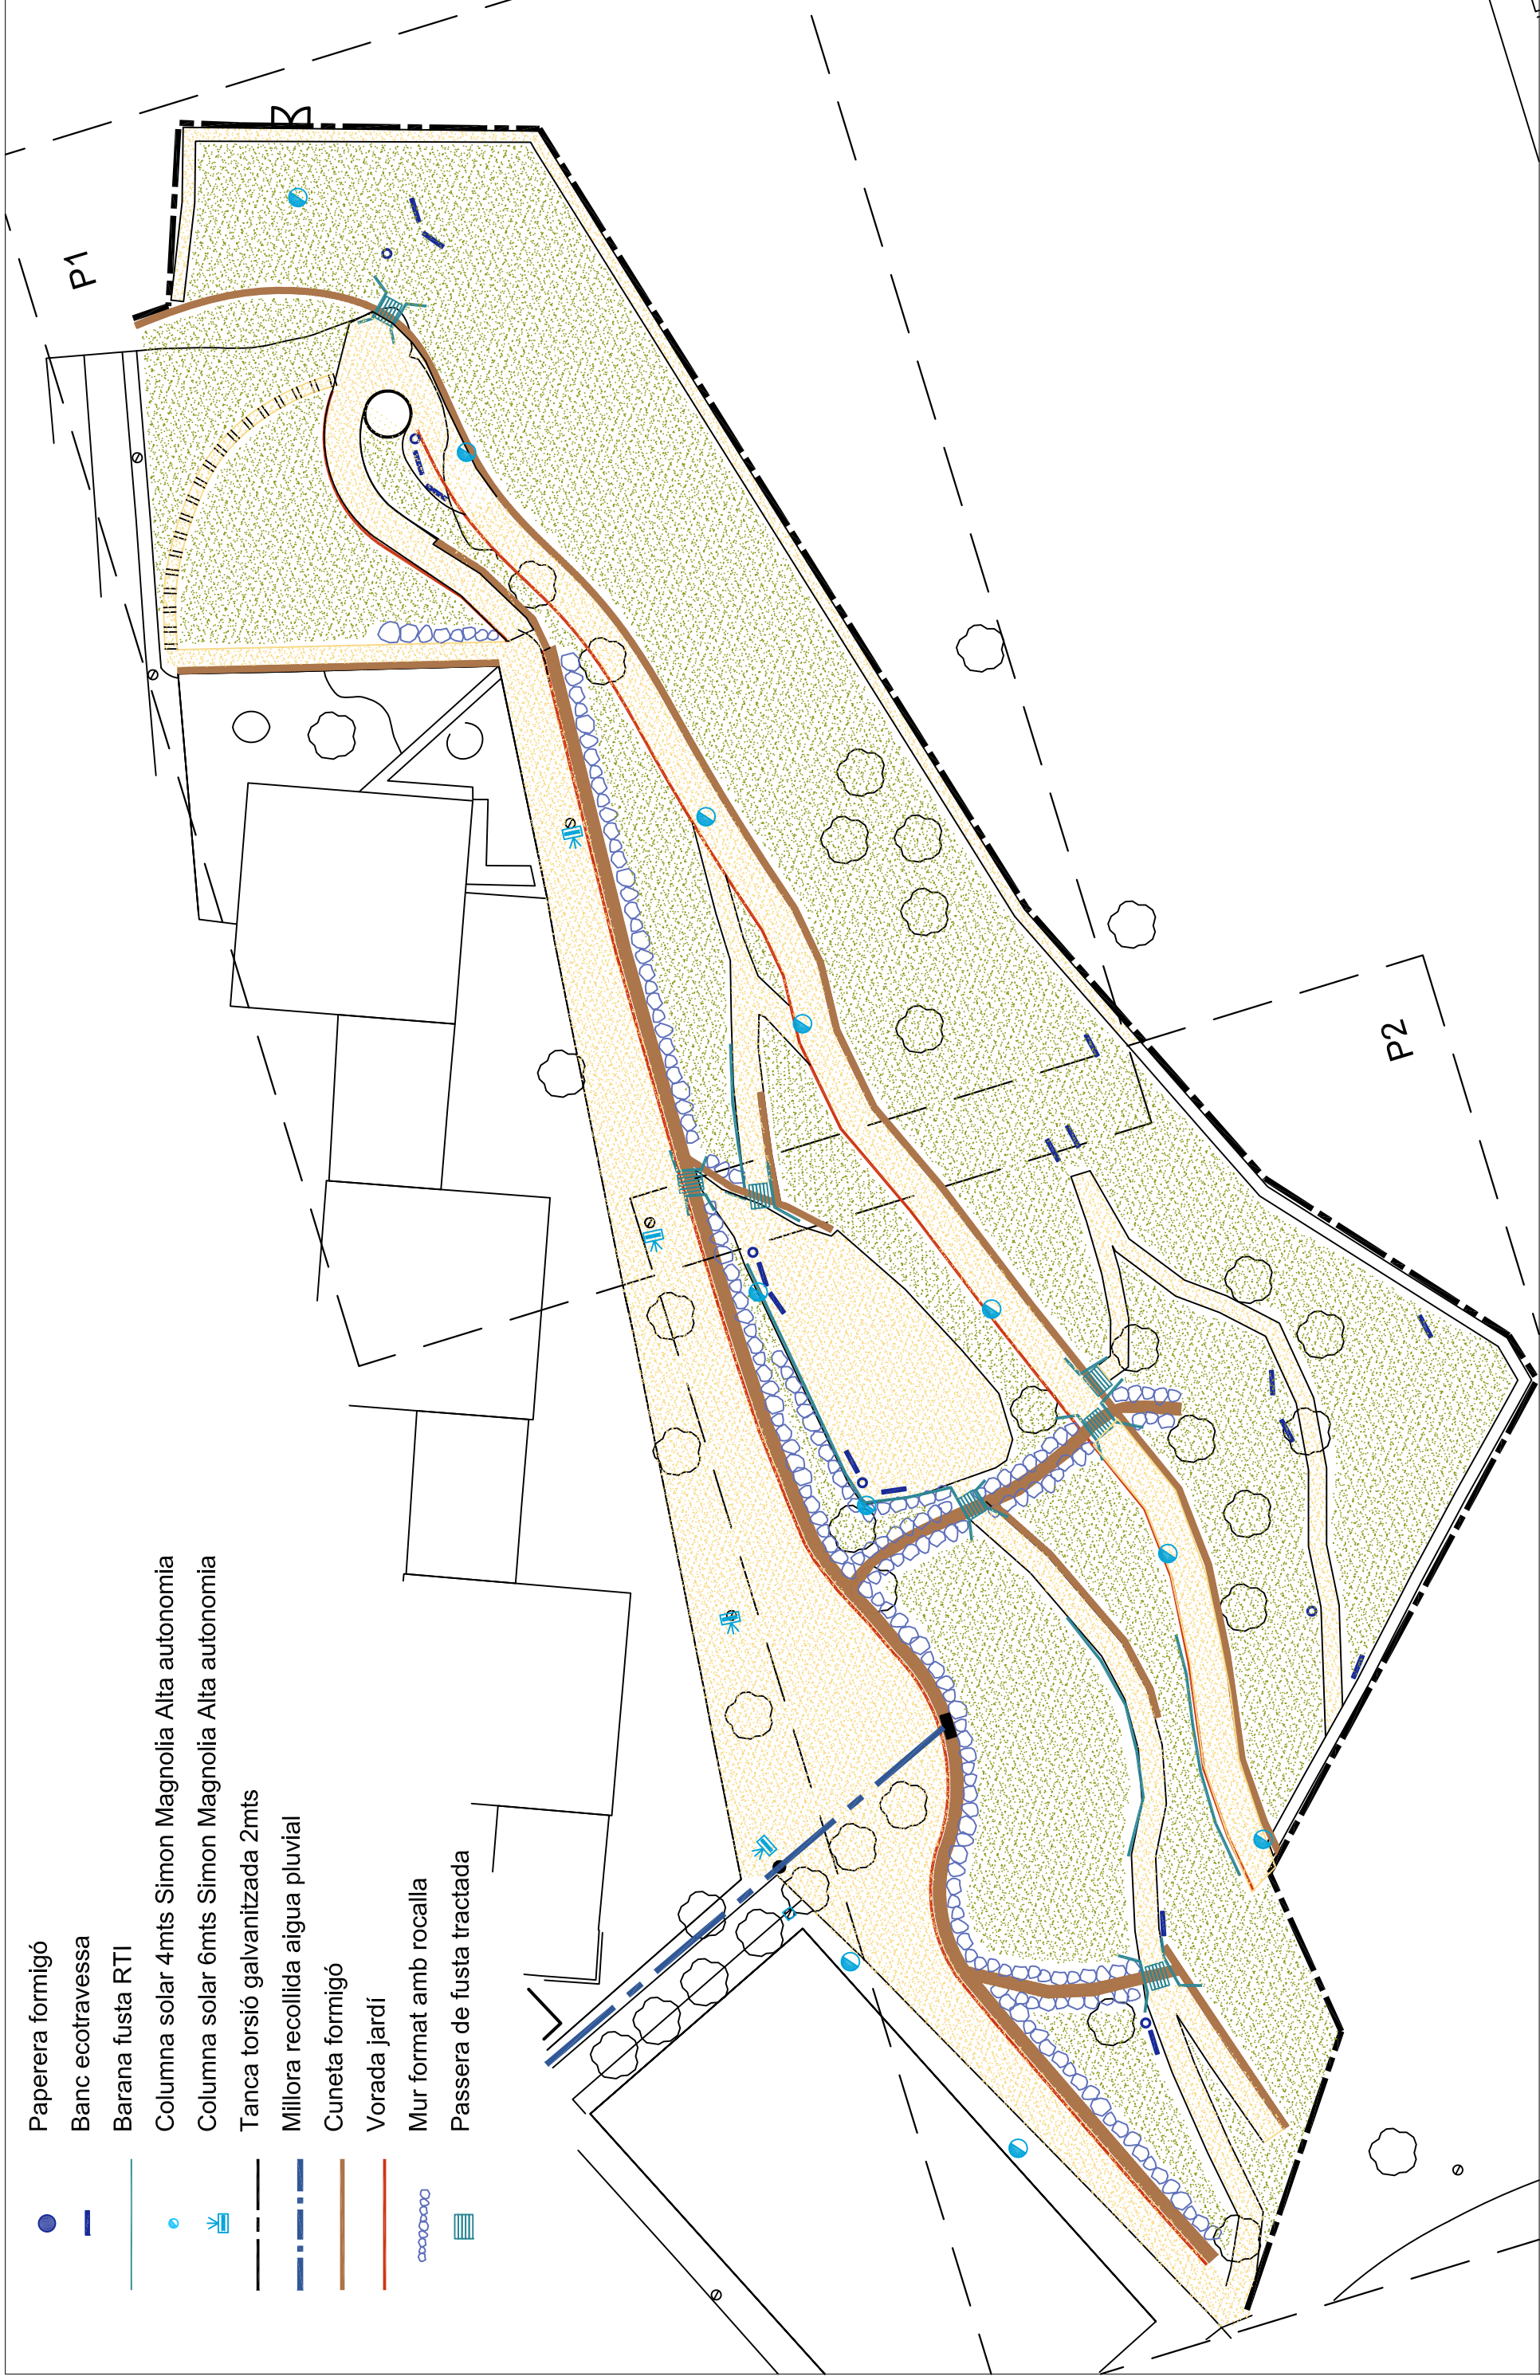 P1
P2
Paperera formigó
Banc ecotravessa
Barana fusta RTI
Columna solar 4mts Simon Magnolia Alta autonomia
Columna solar 6mts Simon Magnolia Alta autonomia
Tanca torsió galvanitzada 2mts
Millora recollida aigua pluvial
Cuneta formigó
Vorada jardí
Mur format amb rocalla
Passera de fusta tractada